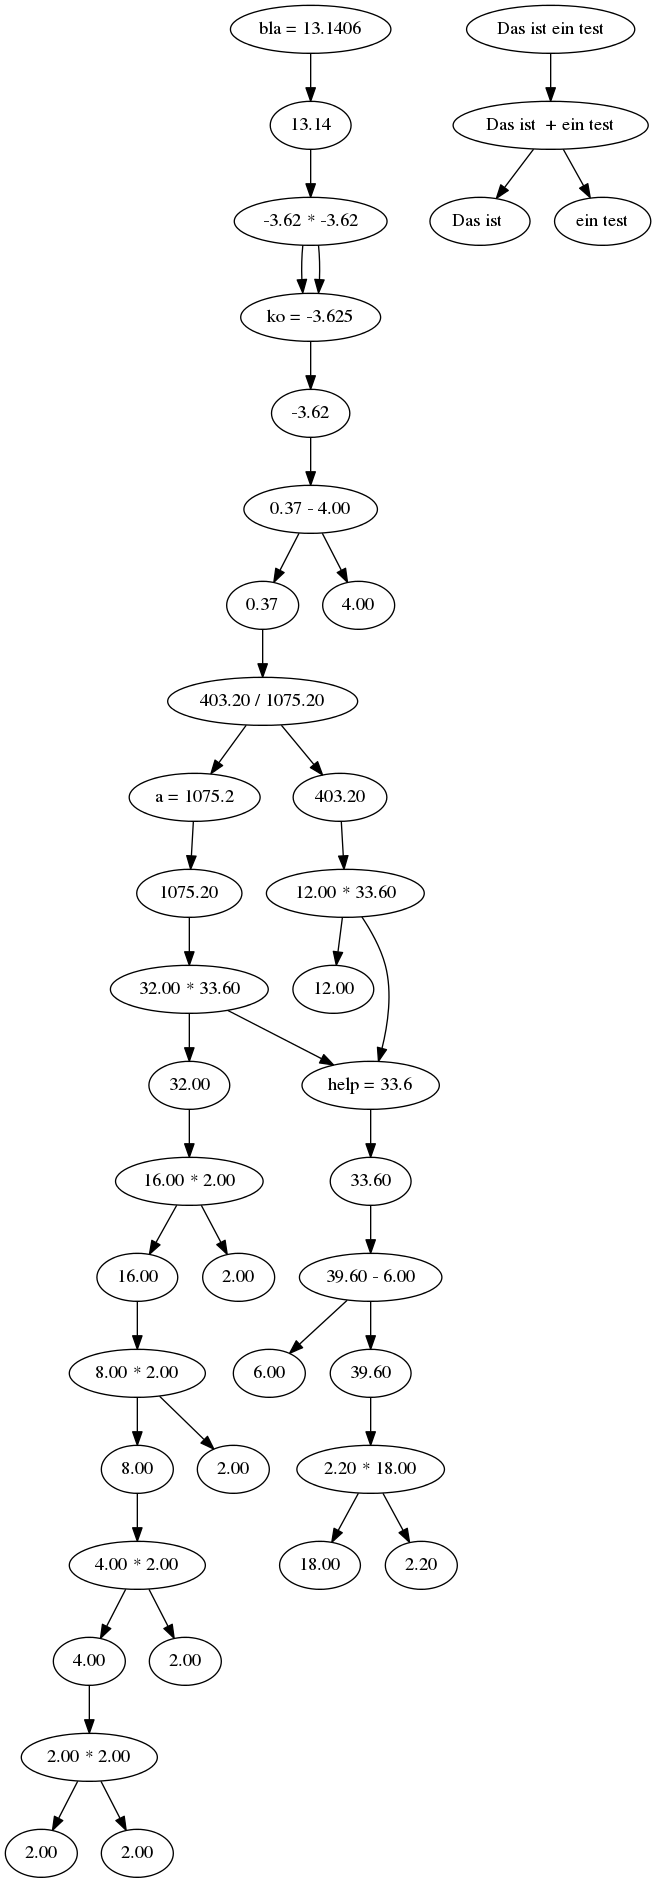 bla = 13.1406
Das ist ein test
13.14
Das ist  + ein test
-3.62 * -3.62
Das ist
ein test
ko = -3.625
-3.62
0.37 - 4.00
0.37
4.00
403.20 / 1075.20
a = 1075.2
403.20
1075.20
12.00 * 33.60
32.00 * 33.60
12.00
32.00
help = 33.6
16.00 * 2.00
33.60
16.00
2.00
39.60 - 6.00
8.00 * 2.00
6.00
39.60
8.00
2.00
2.20 * 18.00
4.00 * 2.00
18.00
2.20
4.00
2.00
2.00 * 2.00
2.00
2.00